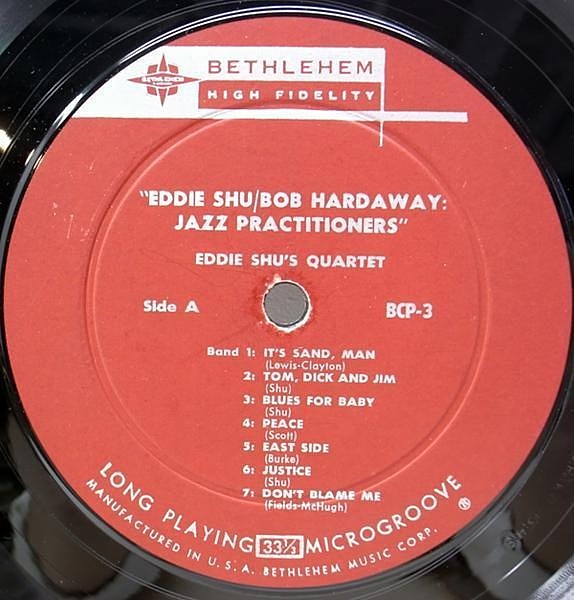 BETHLEHEM
HIGH FIDELITY
"EDDIE SHU/BOB HARDAWAY:
JAZZ PRACTITIONERS"
EDDIE SHU'S QUARTET
Side A
BCP-3
Band 1: IT'S SAND, MAN
(Lewis-Clayton)
2: TOM, DICK AND JIM
(Shu)
3: BLUES FOR BABY
(Shu)
4: PEACE
(Scott)
5: EAST SIDE
(Burke)
6: JUSTICE
(Shu)
7: DON'T BLAME ME
(Fields-McHugh)
LONG PLAYING 33⅓ MICROGROOVE ®
MANUFACTURED IN U.S.A. BETHLEHEM MUSIC CORP.